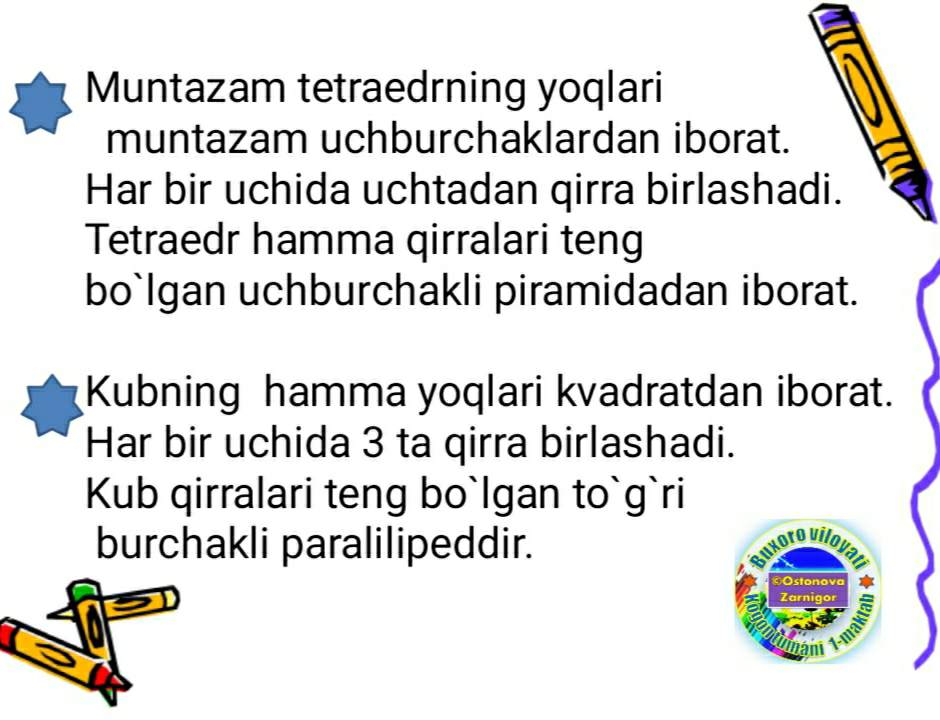 Muntazam tetraedrning yoqlari
muntazam uchburchaklardan iborat.
Har bir uchida uchtadan qirra birlashadi.
Tetraedr hamma qirralari teng
bo`lgan uchburchakli piramidadan iborat.
Kubning hamma yoqlari kvadratdan iborat.
Har bir uchida 3 ta qirra birlashadi.
Kub qirralari teng bo`lgan to`g`ri
burchakli paralilipeddir.
Buxoro viloyati
©Ostonova
Zarnigor
Kogon tumani 1-maktab